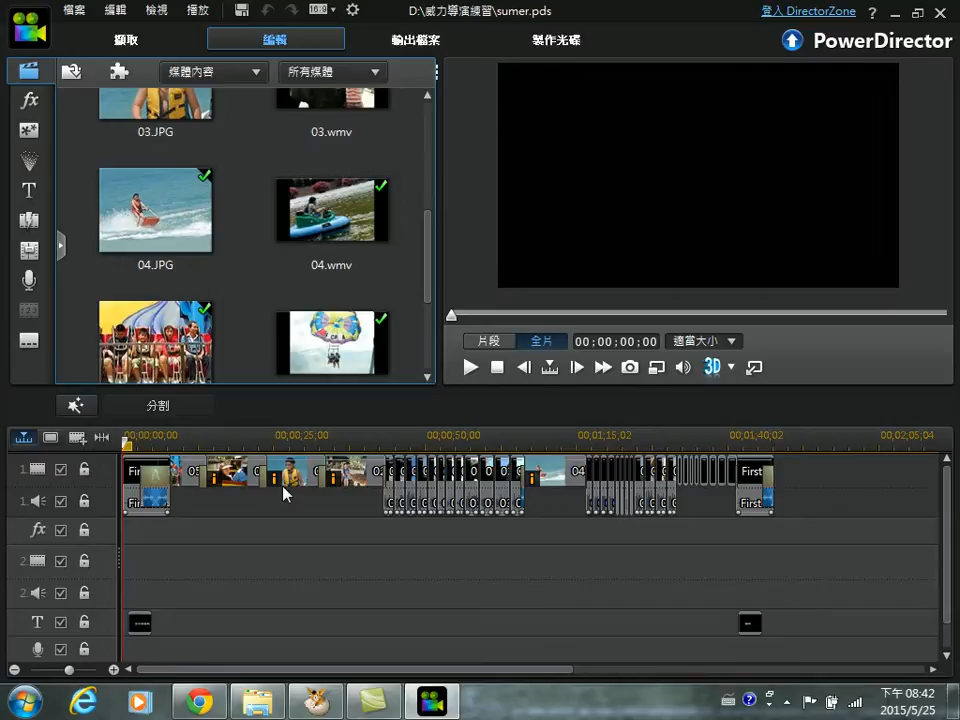 檔案 編輯 檢視 播放 16:9 D:\威力導演練習\sumer.pds 登入 DirectorZone ?
擷取 編輯 輸出檔案 製作光碟 PowerDirector
媒體內容 所有媒體
03.JPG 03.wmv
04.JPG 04.wmv
片段 全片 00;00;00;00 適當大小
3D
分割
00;00;00;00 00;00;25;00 00;00;50;00 00;01;15;02 00;01;40;02 00;02;05;04
1. First
1. First
fx
2.
2.
T
下午 08:42
2015/5/25